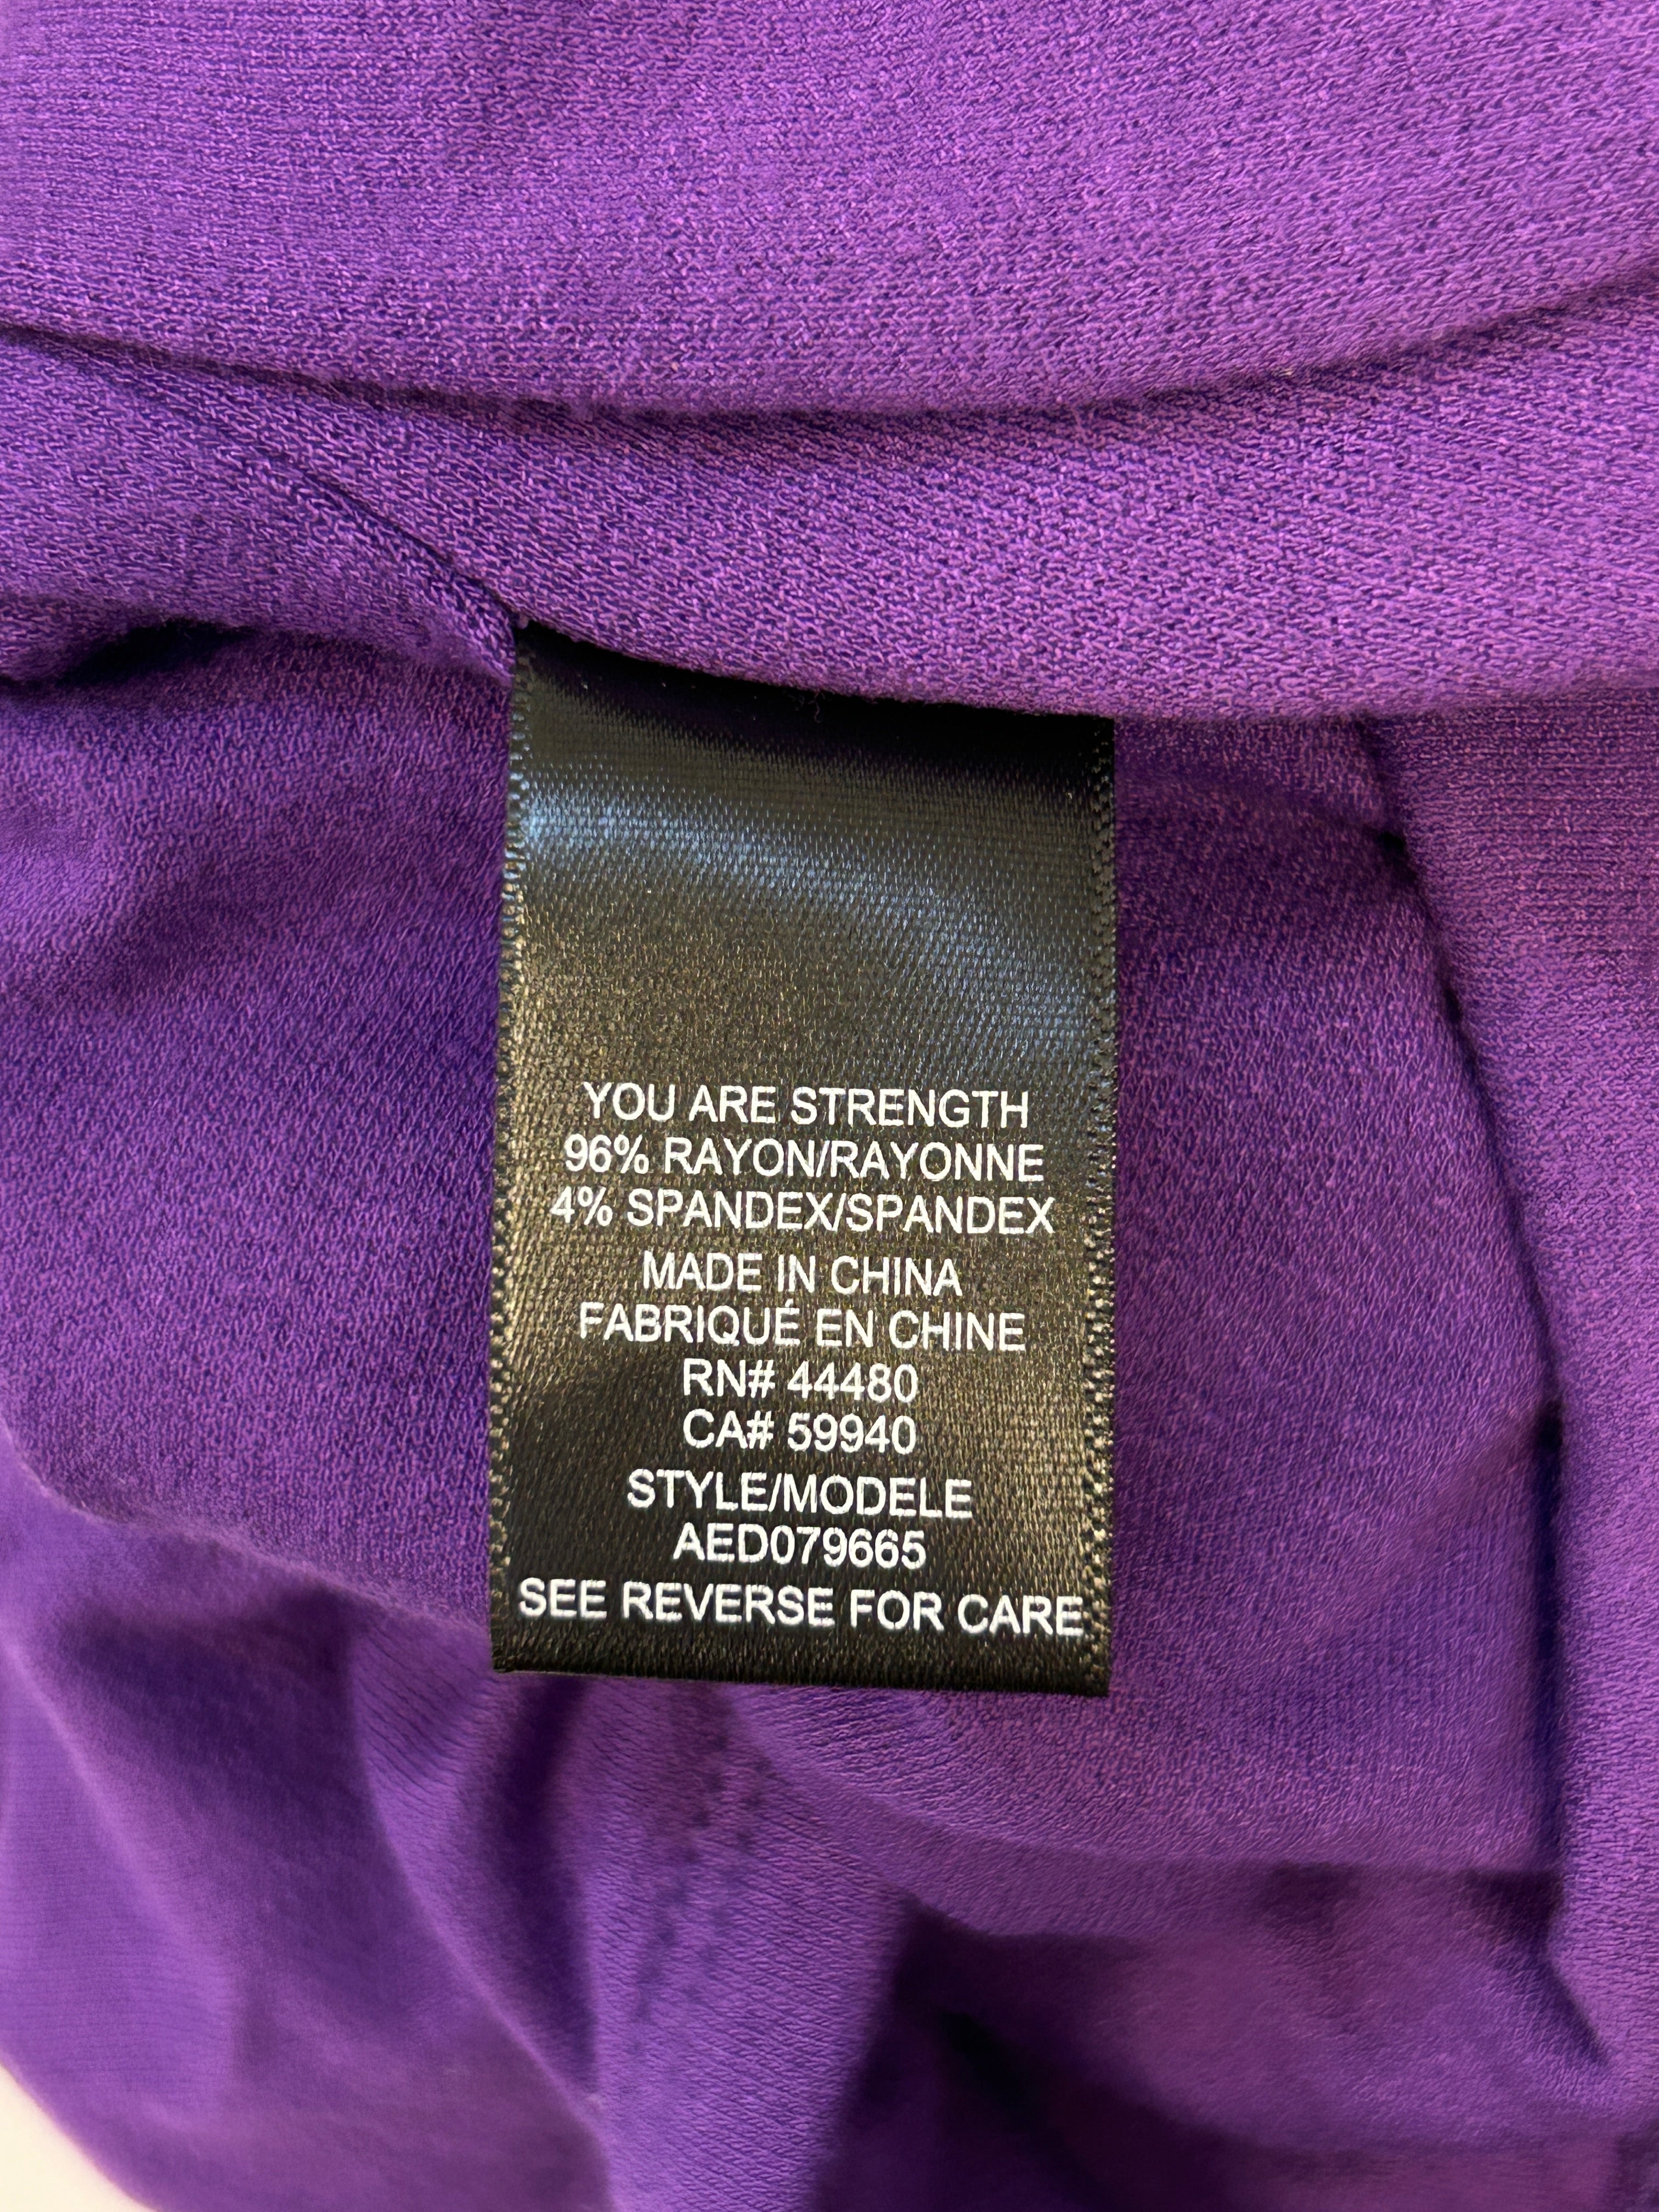 YOU ARE STRENGTH
96% RAYON/RAYONNE
4% SPANDEX/SPANDEX
MADE IN CHINA
FABRIQUÉ EN CHINE
RN# 44480
CA# 59940
STYLE/MODELE
AED079665
SEE REVERSE FOR CARE